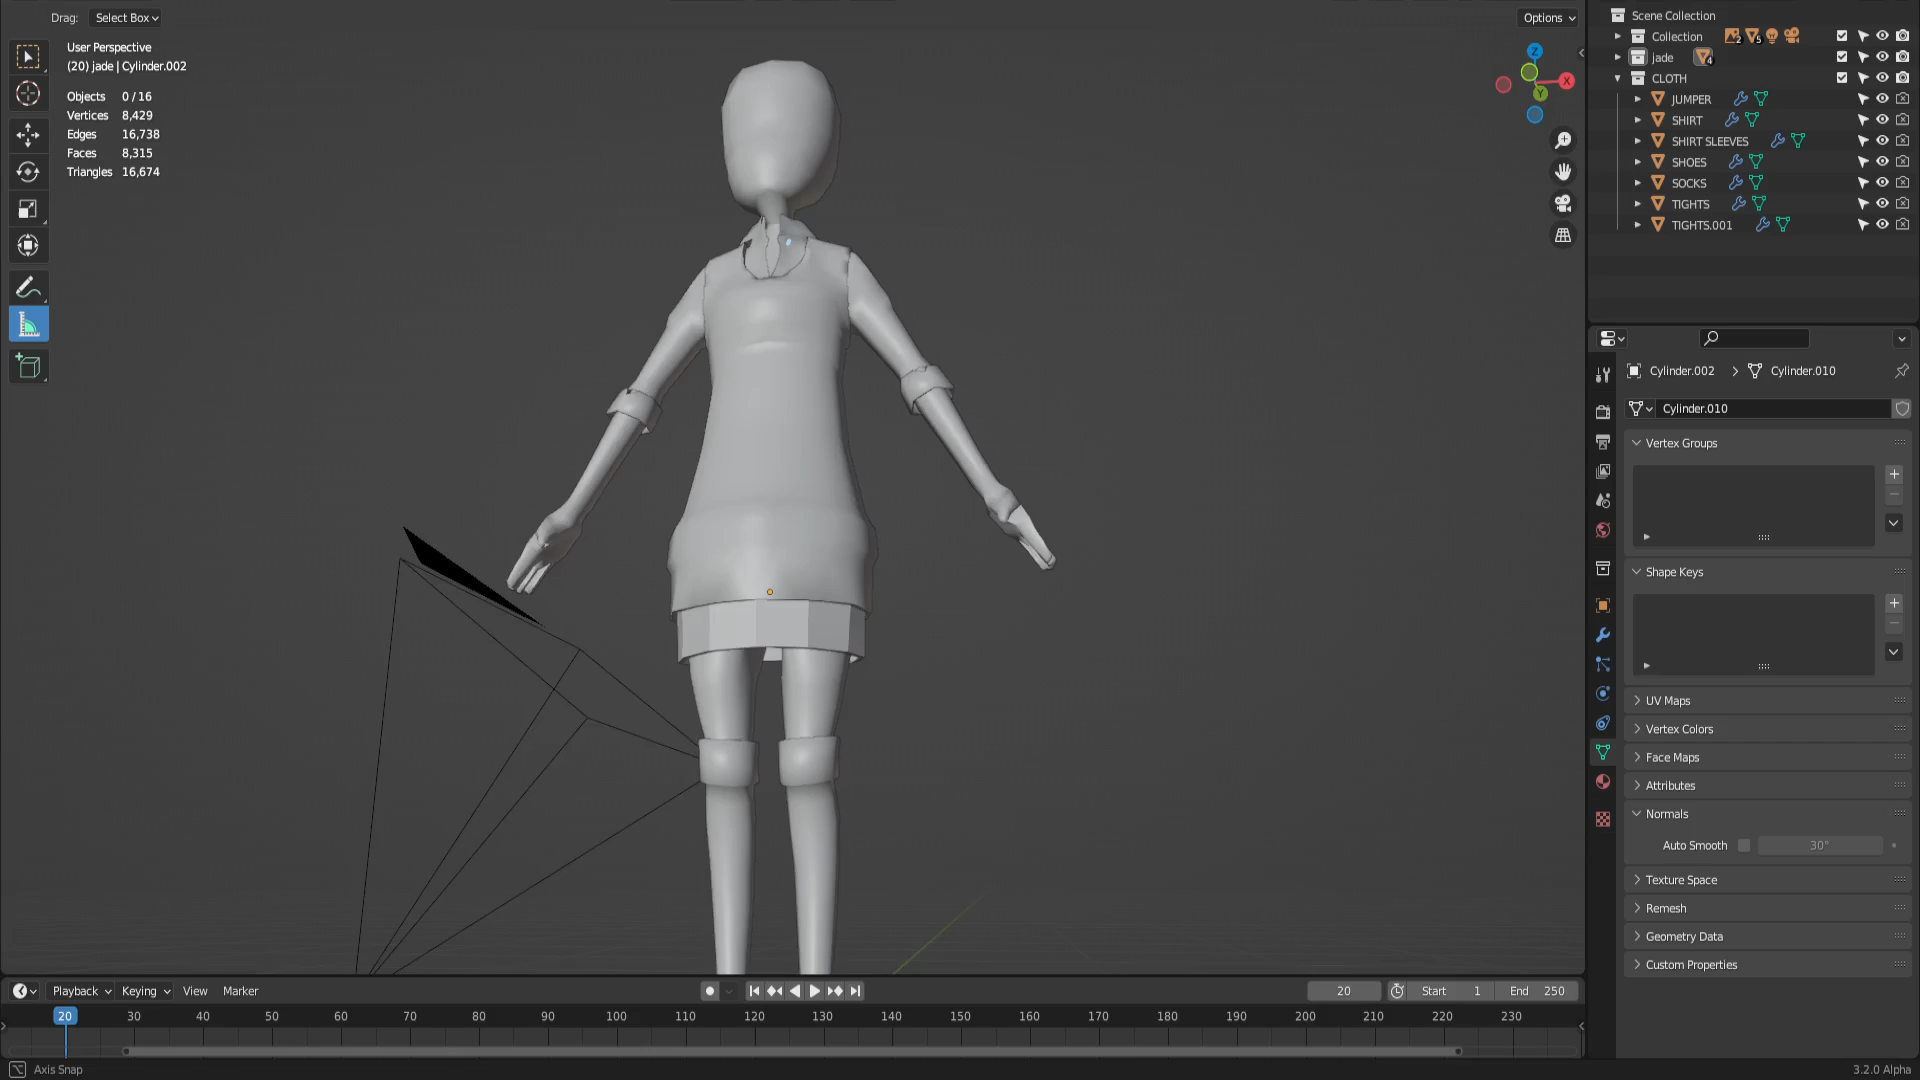 Drag: Select Box
Options
User Perspective
(20) jade | Cylinder.002
Objects 0 / 16
Vertices 8,429
Edges 16,738
Faces 8,315
Triangles 16,674
Z
X
Y
Scene Collection
Collection 2 5
jade 4
CLOTH
JUMPER
SHIRT
SHIRT SLEEVES
SHOES
SOCKS
TIGHTS
TIGHTS.001
Cylinder.002 > Cylinder.010
Cylinder.010
Vertex Groups
Shape Keys
UV Maps
Vertex Colors
Face Maps
Attributes
Normals
Auto Smooth 30°
Texture Space
Remesh
Geometry Data
Custom Properties
Playback Keying View Marker
20 Start 1 End 250
20 30 40 50 60 70 80 90 100 110 120 130 140 150 160 170 180 190 200 210 220 230
Axis Snap
3.2.0 Alpha